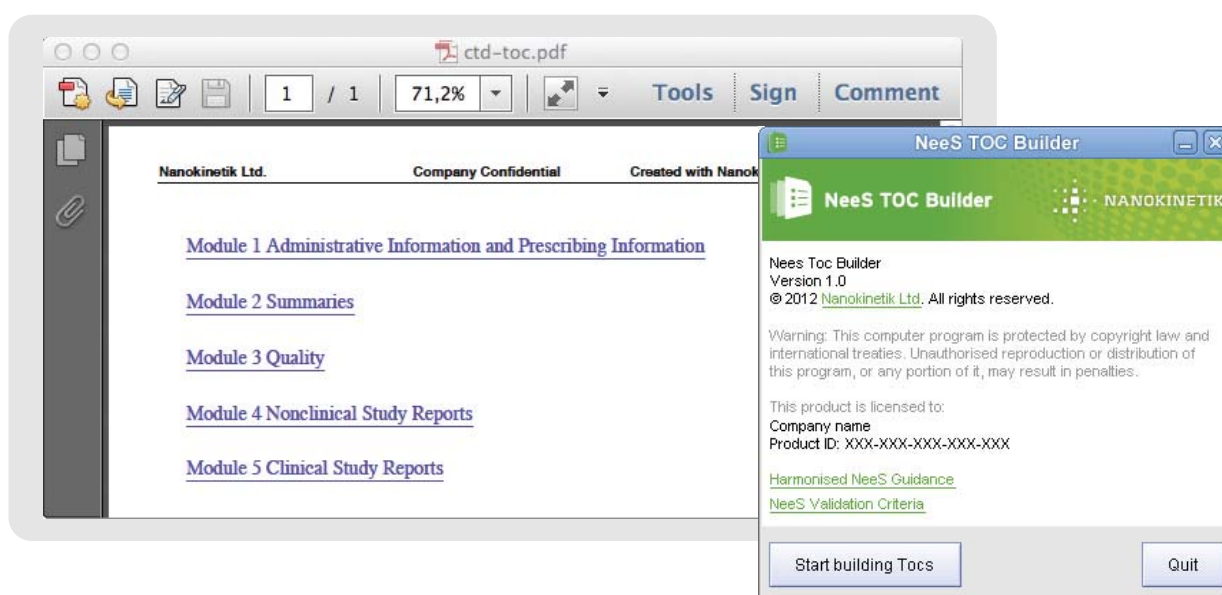 ctd-toc.pdf
1 / 1 71,2% Tools Sign Comment
Nanokinetik Ltd. Company Confidential Created with
Module 1 Administrative Information and Prescribing Information
Module 2 Summaries
Module 3 Quality
Module 4 Nonclinical Study Reports
Module 5 Clinical Study Reports
NeeS TOC Builder
NeeS TOC Builder NANOKINETIK
Nees Toc Builder
Version 1.0
© 2012 Nanokinetik Ltd. All rights reserved.
Warning: This computer program is protected by copyright law and
international treaties. Unauthorised reproduction or distribution of
this program, or any portion of it, may result in penalties.
This product is licensed to:
Company name
Product ID: XXX-XXX-XXX-XXX-XXX
Harmonised NeeS Guidance
NeeS Validation Criteria
Start building Tocs Quit